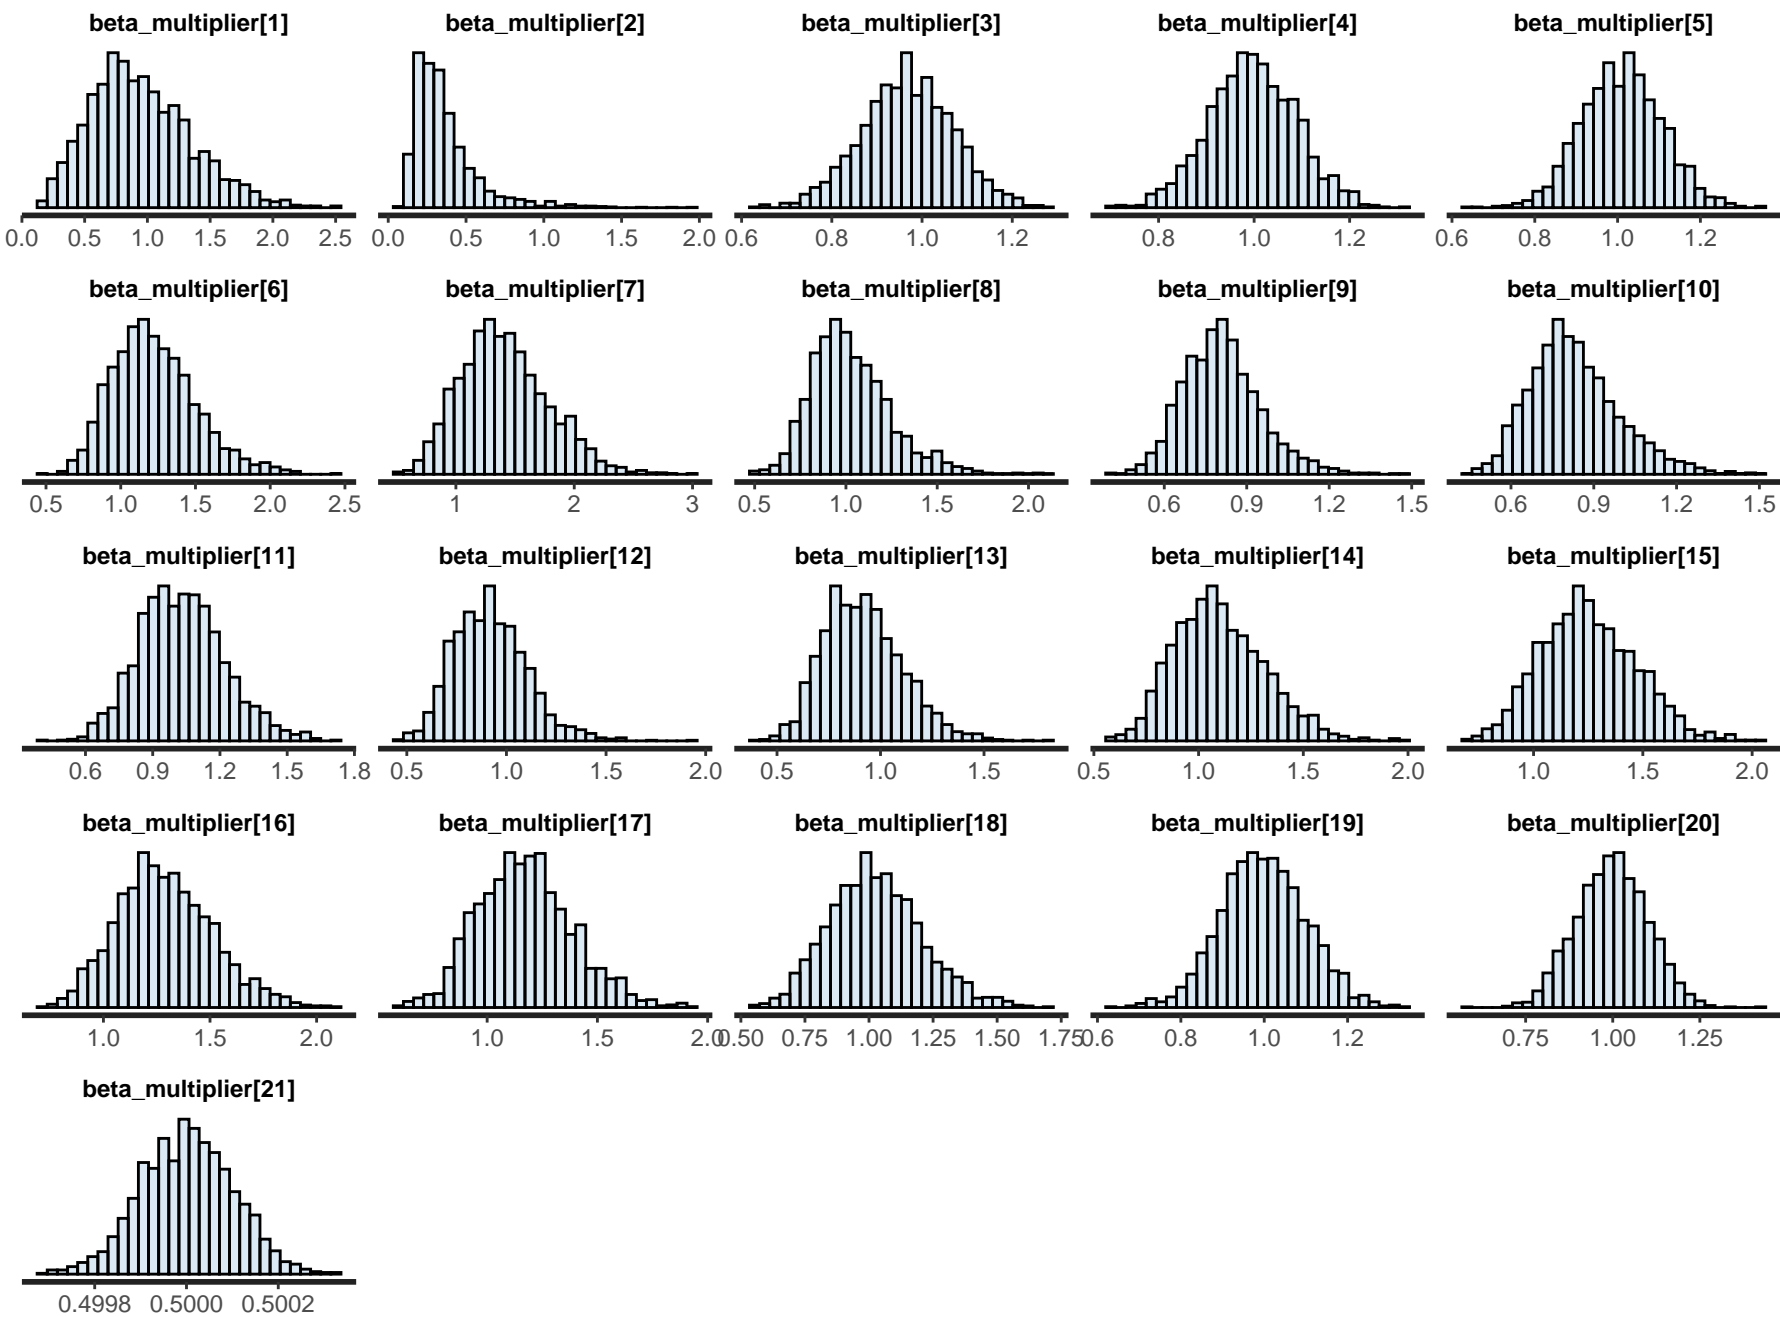 beta_multiplier[1] beta_multiplier[2] beta_multiplier[3] beta_multiplier[4] beta_multiplier[5]
0.0 0.5 1.0 1.5 2.0 2.5 0.0 0.5 1.0 1.5 2.0 0.6 0.8 1.0 1.2 0.8 1.0 1.2 0.6 0.8 1.0 1.2
beta_multiplier[6] beta_multiplier[7] beta_multiplier[8] beta_multiplier[9] beta_multiplier[10]
0.5 1.0 1.5 2.0 2.5 1 2 3 0.5 1.0 1.5 2.0 0.6 0.9 1.2 1.5 0.6 0.9 1.2 1.5
beta_multiplier[11] beta_multiplier[12] beta_multiplier[13] beta_multiplier[14] beta_multiplier[15]
0.6 0.9 1.2 1.5 1.8 0.5 1.0 1.5 2.0 0.5 1.0 1.5 0.5 1.0 1.5 2.0 1.0 1.5 2.0
beta_multiplier[16] beta_multiplier[17] beta_multiplier[18] beta_multiplier[19] beta_multiplier[20]
1.0 1.5 2.0 1.0 1.5 2.0 0.50 0.75 1.00 1.25 1.50 1.75 0.6 0.8 1.0 1.2 0.75 1.00 1.25
beta_multiplier[21]
0.4998 0.5000 0.5002